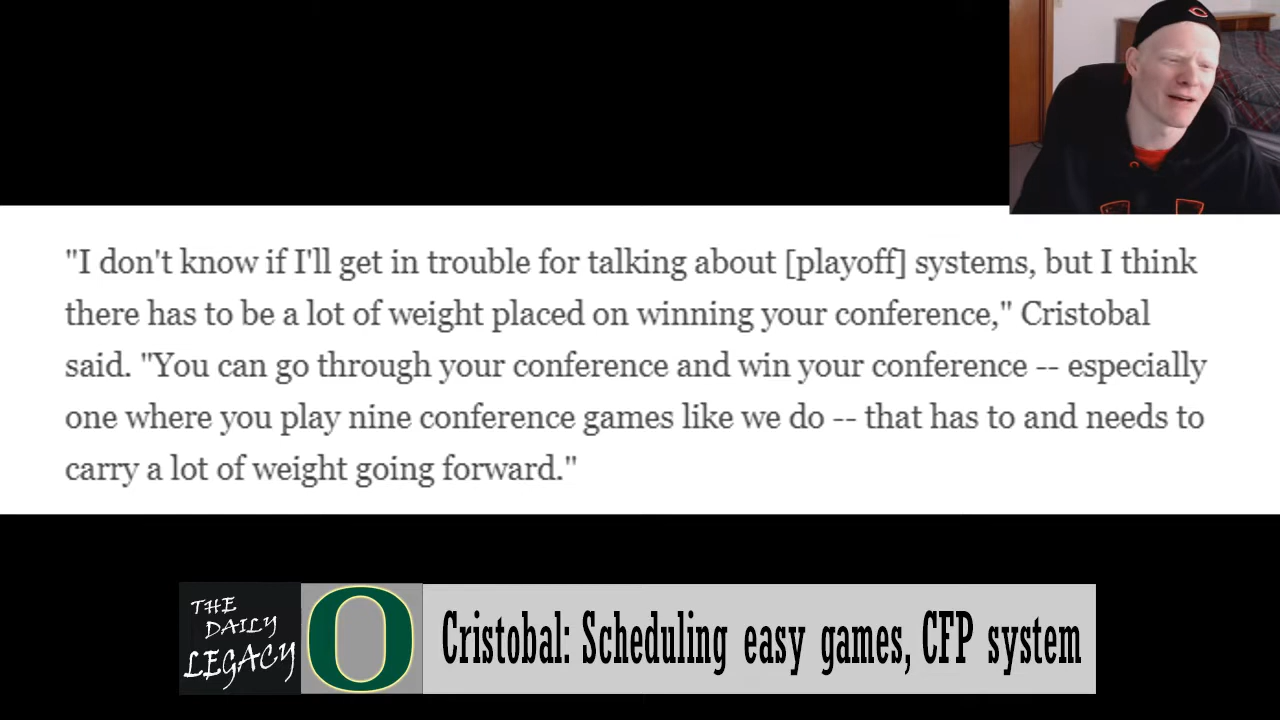 "I don't know if I'll get in trouble for talking about [playoff] systems, but I think
there has to be a lot of weight placed on winning your conference," Cristobal
said. "You can go through your conference and win your conference -- especially
one where you play nine conference games like we do -- that has to and needs to
carry a lot of weight going forward."
THE
DAILY
LEGACY
O
Cristobal: Scheduling easy games, CFP system